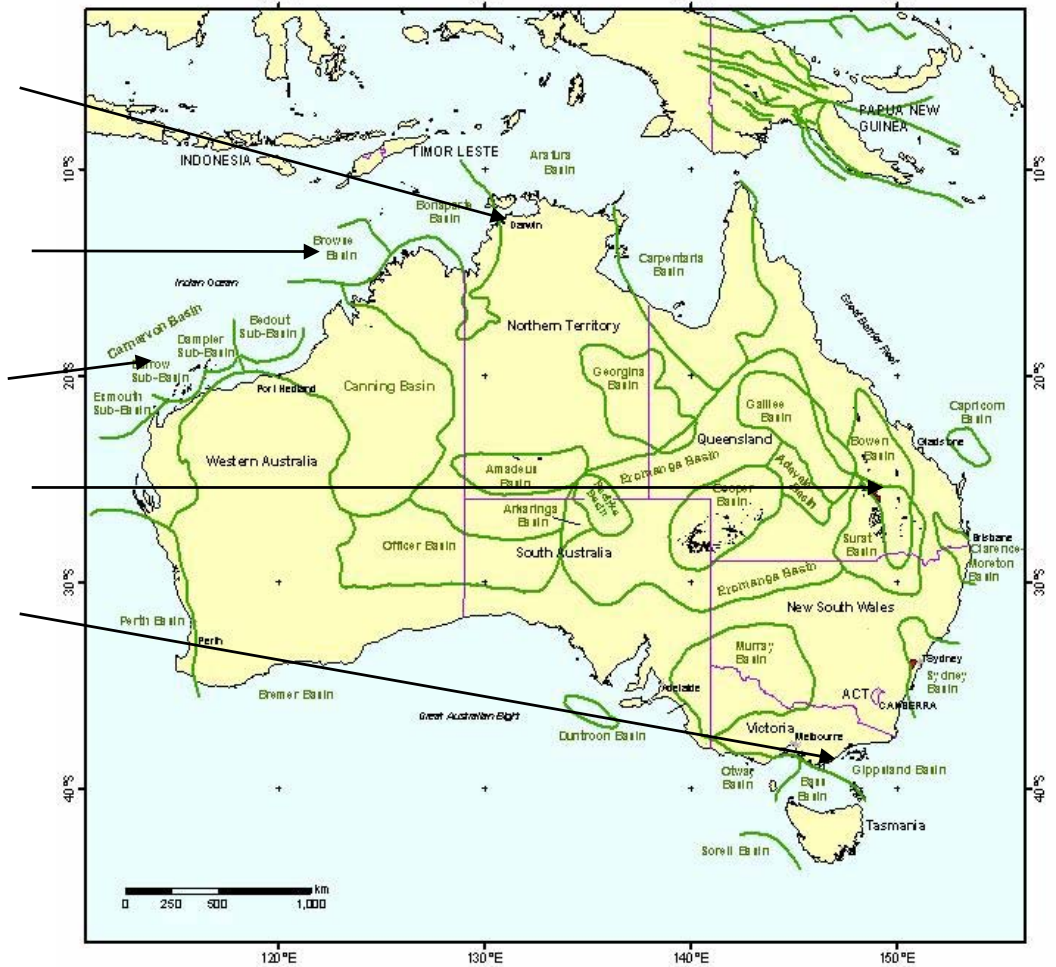 PAPUA NEW
GUINEA
INDONESIA
TIMOR LESTE
Arafura
Basin
10°S
10°S
Bonaparte
Basin
Darwin
Browse
Basin
Carpentaria
Basin
Indian Ocean
Great Barrier Reef
Carnarvon Basin
Bedout
Sub-Basin
Dampier
Sub-Basin
Northern Territory
Barrow
Sub-Basin
20°S
20°S
Exmouth
Sub-Basin
Port Hedland
Canning Basin
Georgina
Basin
Galilee
Basin
Capricorn
Basin
Queensland
Bowen
Basin
Gladstone
Western Australia
Amadeus
Basin
Eromanga Basin
Adavale
Basin
Pedirka
Basin
Cooper
Basin
Arkaringa
Basin
Officer Basin
South Australia
Surat
Basin
Brisbane
Clarence-
Moreton
Basin
Eromanga Basin
30°S
30°S
New South Wales
Perth Basin
Perth
Murray
Basin
Sydney
Sydney
Basin
Bremer Basin
Adelaide
ACT
CANBERRA
Great Australian Bight
Duntroon Basin
Victoria
Melbourne
Otway
Basin
Bass
Basin
Gippsland Basin
40°S
40°S
Tasmania
Sorell Basin
km
0 250 500 1,000
120°E 130°E 140°E 150°E